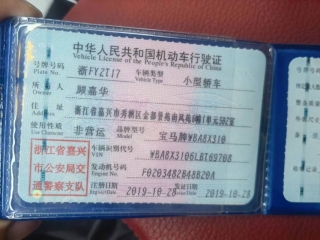 中华人民共和国机动车行驶证
Vehicle License of the People's Republic of China
号牌号码 浙FYZT17 车辆类型 小型轿车
Plate No. Vehicle Type
所有人 顾嘉华
Owner
住址 浙江省嘉兴市秀洲区金都
Address
使用性质 非营运 品牌型号 宝马牌WBA8X310
Use Character Model
浙江省嘉兴
市公安局交
通警察支队
车辆识别代号
VIN
发动机号码
Engine No.
注册日期 2019-10-28 发证日期 2019-10-28